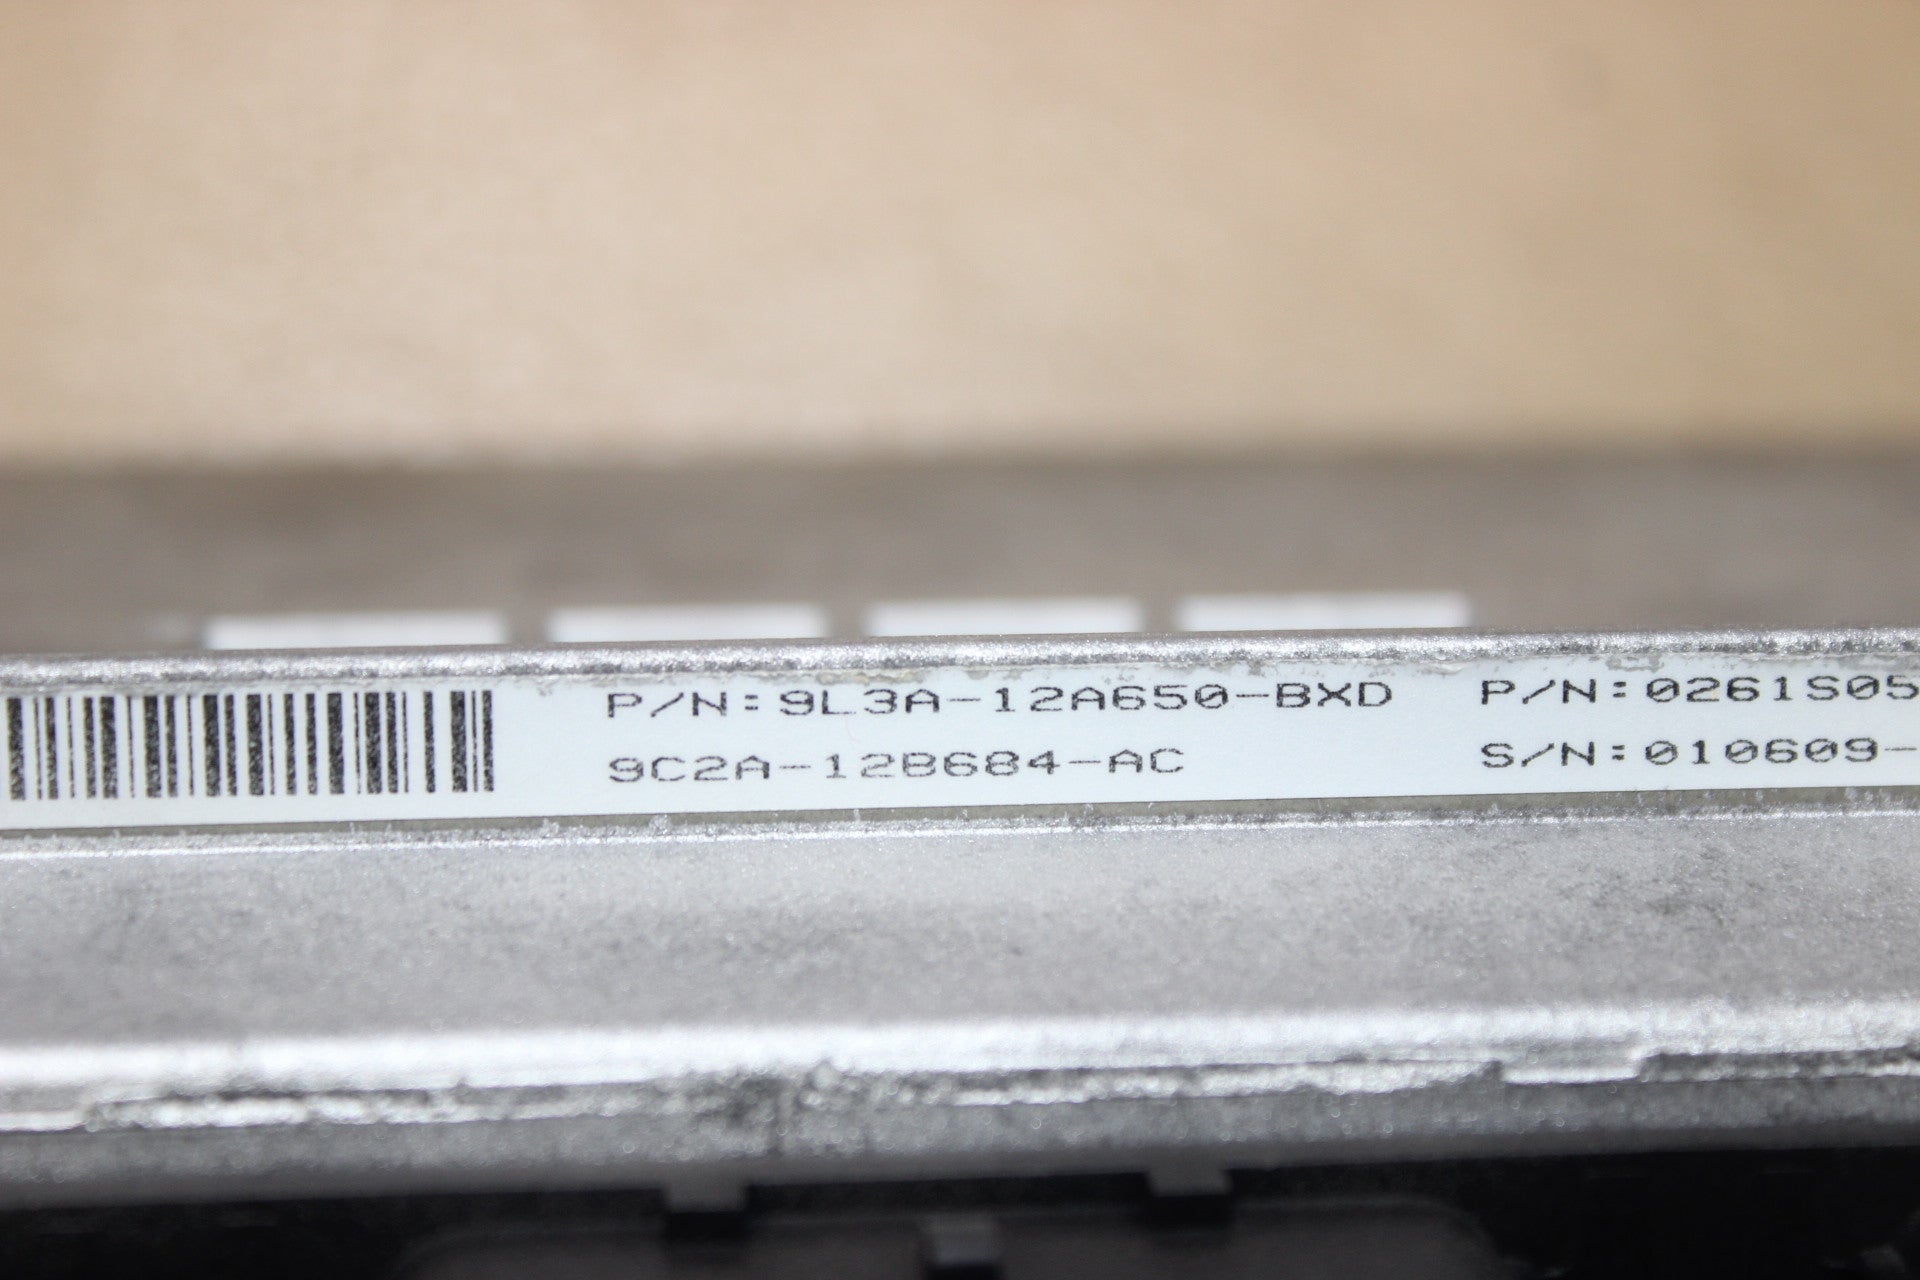 P/N:9L3A-12A650-BXD P/N:0261S05
9C2A-12B684-AC S/N:010609-